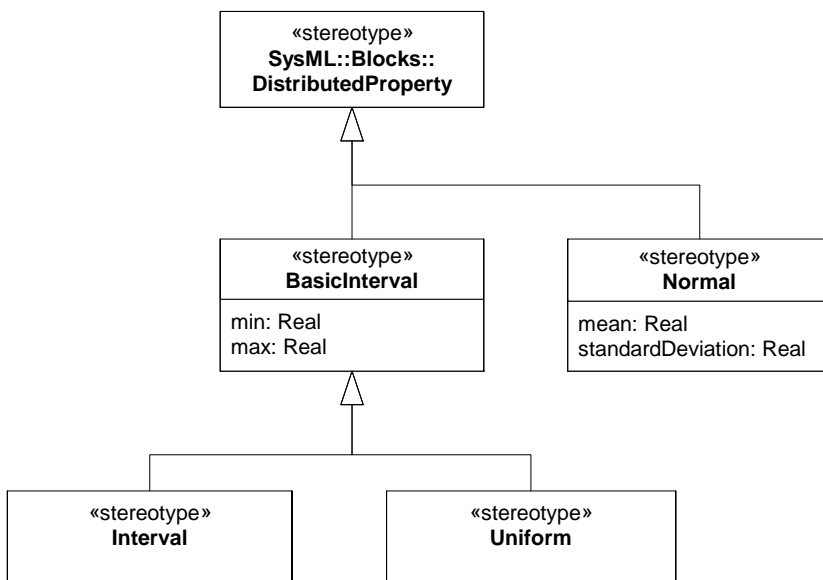 «stereotype»
SysML::Blocks::
DistributedProperty
«stereotype»
BasicInterval
min: Real
max: Real
«stereotype»
Normal
mean: Real
standardDeviation: Real
«stereotype»
Interval
«stereotype»
Uniform